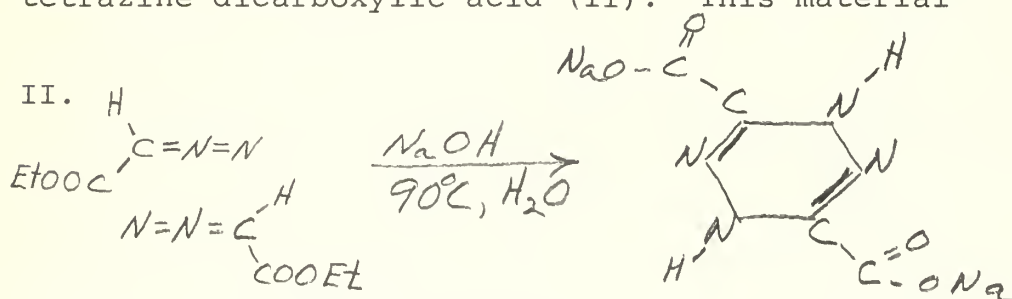 tetrazine dicarboxylic acid (II). This material
II.
H
C=N=N
EtOOC
N=N=C
H
COOEt
NaOH
90°C, H2O
NaO-C
O
C
N
H
N
N
N
H
C
C=O
-ONa